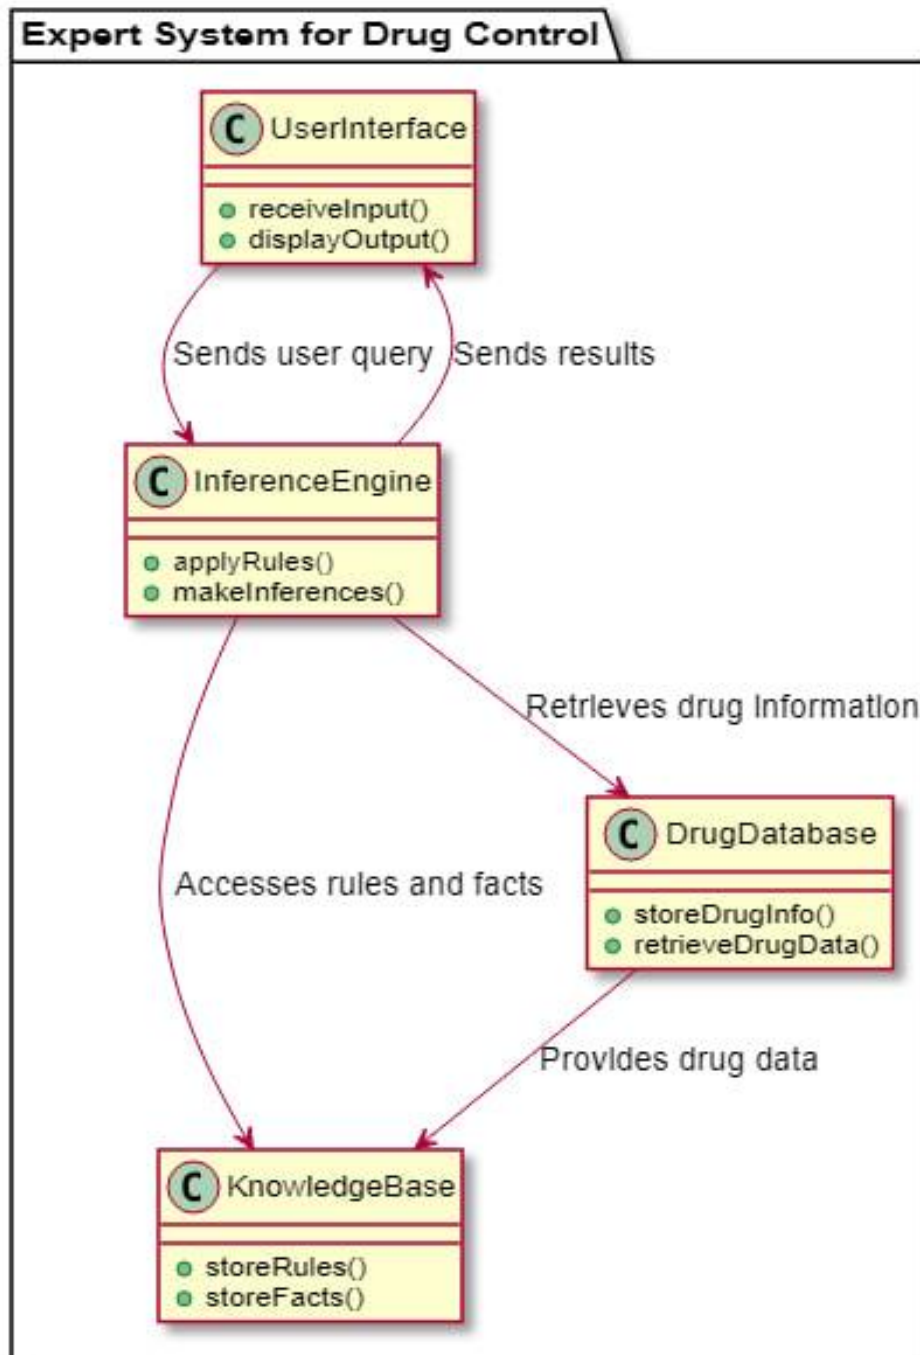 Expert System for Drug Control
C UserInterface
receiveInput()
displayOutput()
Sends user query
Sends results
C InferenceEngine
applyRules()
makeInferences()
Retrieves drug information
C DrugDatabase
Accesses rules and facts
storeDrugInfo()
retrieveDrugData()
Provides drug data
C KnowledgeBase
storeRules()
storeFacts()